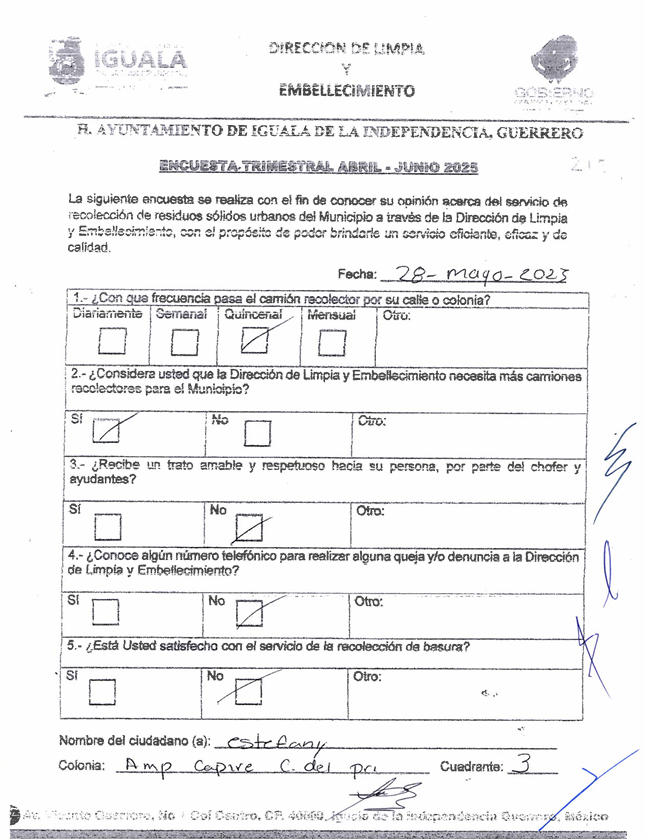 IGUALA
DIRECCION DE LIMPIA
Y
EMBELLECIMIENTO
GOBIERNO
H. AYUNTAMIENTO DE IGUALA DE LA INDEPENDENCIA, GUERRERO
ENCUESTA TRIMESTRAL ABRIL - JUNIO 2025
La siguiente encuesta se realiza con el fin de conocer su opinión acerca del servicio de
recolección de residuos sólidos urbanos del Municipio a través de la Dirección de Limpia
y Embellecimiento, con el propósito de poder brindarle un servicio eficiente, eficaz y de
calidad.
Fecha: 28- mayo- 2025
1.- ¿Con que frecuencia pasa el camión recolector por su calle o colonia?
Diariamente Semanal Quincenal Mensual Otro:
2.- ¿Considera usted que la Dirección de Limpia y Embellecimiento necesita más camiones
recolectores para el Municipio?
Sí No Otro:
3.- ¿Recibe un trato amable y respetuoso hacia su persona, por parte del chofer y
ayudantes?
Sí No Otro:
4.- ¿Conoce algún número telefónico para realizar alguna queja y/o denuncia a la Dirección
de Limpia y Embellecimiento?
Sí No Otro:
5.- ¿Está Usted satisfecho con el servicio de la recolección de basura?
Sí No Otro:
Nombre del ciudadano (a): estefany
Colonia: Amp Capire C. del pri Cuadrante: 3
Av. Vicente Guerrero, No 1 Col Centro, CP. 40000, Iguala de la Independencia Guerrero, México